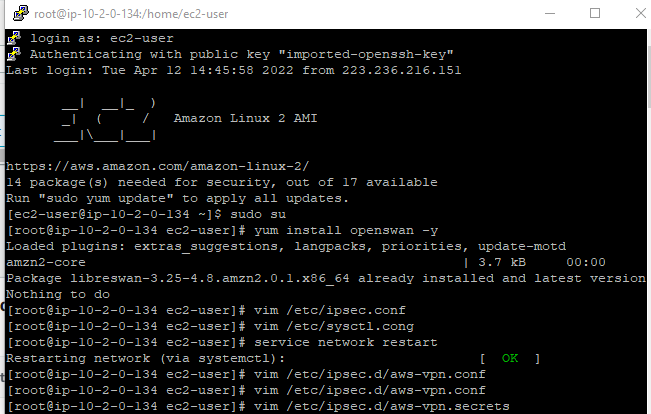 root@ip-10-2-0-134:/home/ec2-user
login as: ec2-user
Authenticating with public key "imported-openssh-key"
Last login: Tue Apr 12 14:45:58 2022 from 223.236.216.151
__|  __|_  )
_|  (     /   Amazon Linux 2 AMI
___|\___|___|
https://aws.amazon.com/amazon-linux-2/
14 package(s) needed for security, out of 17 available
Run "sudo yum update" to apply all updates.
[ec2-user@ip-10-2-0-134 ~]$ sudo su
[root@ip-10-2-0-134 ec2-user]# yum install openswan -y
Loaded plugins: extras_suggestions, langpacks, priorities, update-motd
amzn2-core | 3.7 kB 00:00
Package libreswan-3.25-4.8.amzn2.0.1.x86_64 already installed and latest version
Nothing to do
[root@ip-10-2-0-134 ec2-user]# vim /etc/ipsec.conf
[root@ip-10-2-0-134 ec2-user]# vim /etc/sysctl.cong
[root@ip-10-2-0-134 ec2-user]# service network restart
Restarting network (via systemctl): [ OK ]
[root@ip-10-2-0-134 ec2-user]# vim /etc/ipsec.d/aws-vpn.conf
[root@ip-10-2-0-134 ec2-user]# vim /etc/ipsec.d/aws-vpn.conf
[root@ip-10-2-0-134 ec2-user]# vim /etc/ipsec.d/aws-vpn.secrets